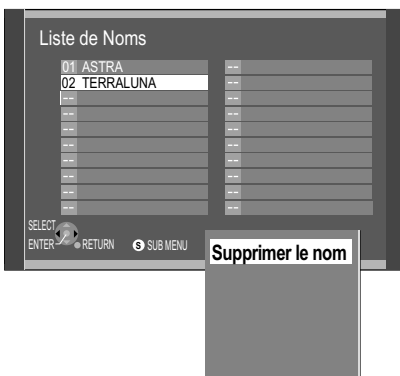 Liste de Noms
01 ASTRA --
02 TERRALUNA --
-- --
-- --
-- --
-- --
-- --
-- --
SELECT
ENTER RETURN S SUB MENU
Supprimer le nom